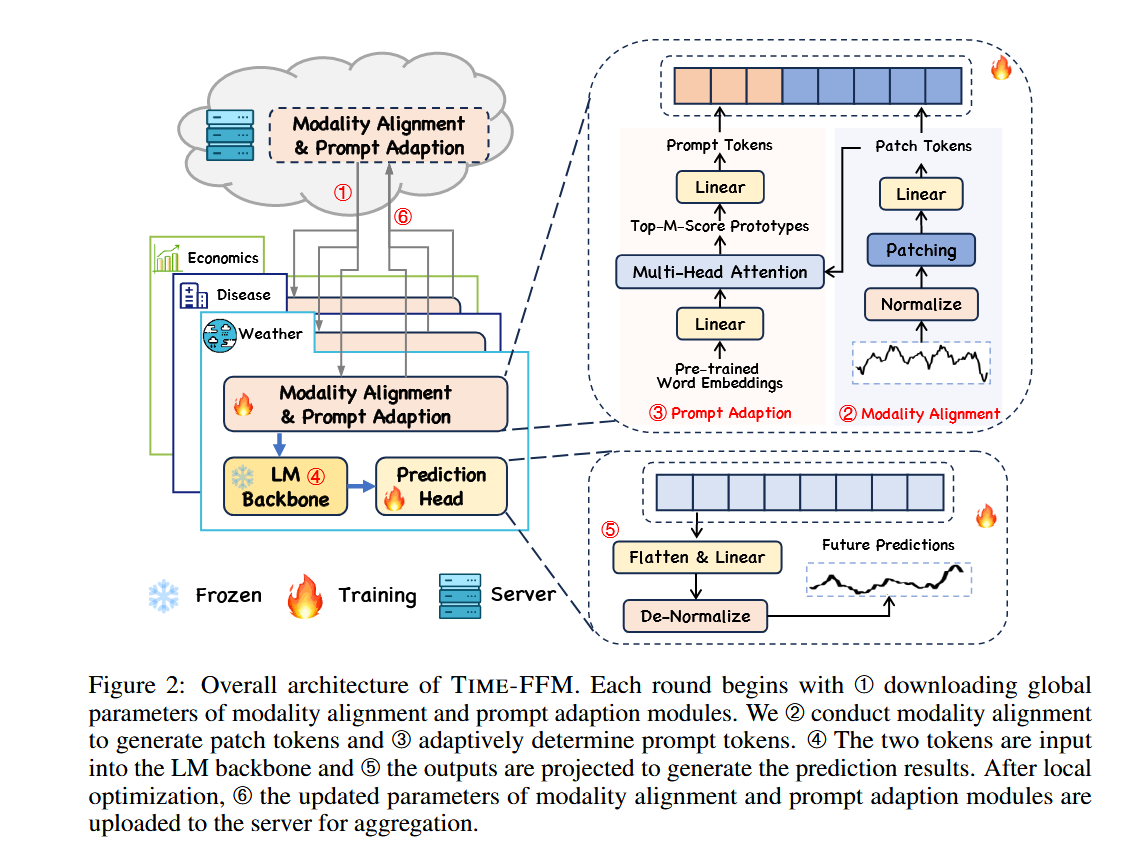 Modality Alignment
& Prompt Adaption
①
⑥
Economics
Disease
Weather
Modality Alignment
& Prompt Adaption
LM ④
Backbone
Prediction
Head
Frozen
Training
Server
Prompt Tokens
Patch Tokens
Linear
Linear
Top-M-Score Prototypes
Patching
Multi-Head Attention
Normalize
Linear
Pre-trained
Word Embeddings
③ Prompt Adaption
② Modality Alignment
⑤
Flatten & Linear
Future Predictions
De-Normalize
Figure 2: Overall architecture of TIME-FFM. Each round begins with ① downloading global
parameters of modality alignment and prompt adaption modules. We ② conduct modality alignment
to generate patch tokens and ③ adaptively determine prompt tokens. ④ The two tokens are input
into the LM backbone and ⑤ the outputs are projected to generate the prediction results. After local
optimization, ⑥ the updated parameters of modality alignment and prompt adaption modules are
uploaded to the server for aggregation.